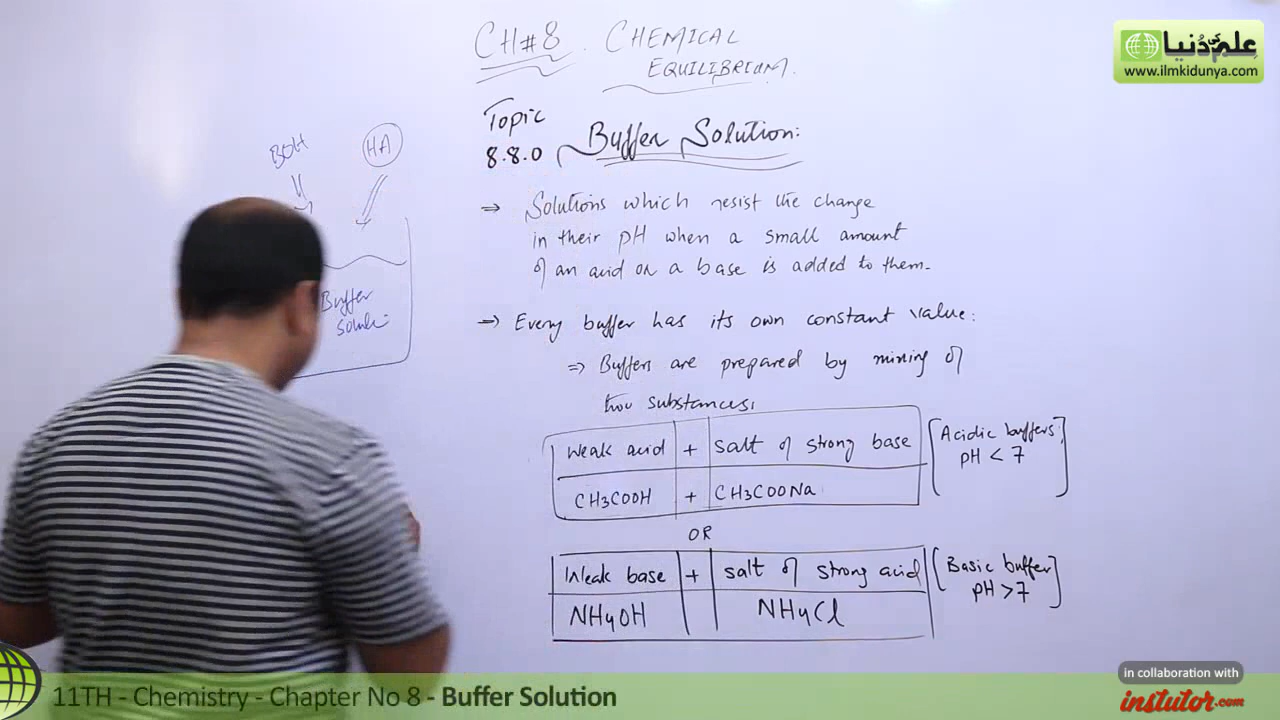 CH#8. CHEMICAL
EQUILIBRIUM.
علم کی دنیا
www.ilmkidunya.com
Topic
8.8.0 Buffer Solution:
BOH
HA
Buffer
⇒ Solutions which resist the change
in their pH when a small amount
of an acid or a base is added to them.
⇒ Every buffer has its own constant value:
⇒ Buffers are prepared by mixing of
two substances,
Weak acid + salt of strong base
CH3COOH + CH3COONa
[Acidic buffers]
pH < 7
OR
Weak base + salt of strong acid
NH4OH NH4Cl
[Basic buffer]
pH > 7
in collaboration with
instutor.com
11TH - Chemistry - Chapter No 8 - Buffer Solution